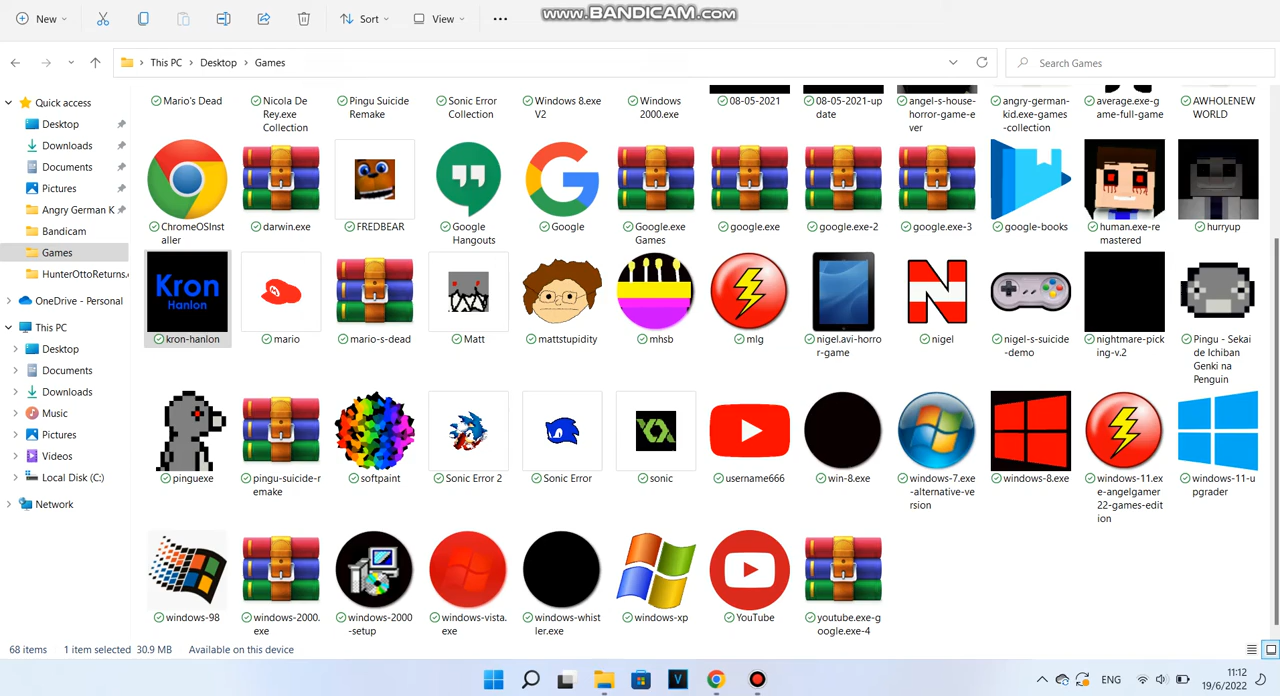 www.BANDICAM.com
New
Sort
View
This PC
Desktop
Games
Search Games
Quick access
Desktop
Downloads
Documents
Pictures
Angry German K
Bandicam
Games
HunterOttoReturns.e
OneDrive - Personal
This PC
Desktop
Documents
Downloads
Music
Pictures
Videos
Local Disk (C:)
Network
Mario's Dead
Nicola De
Rey.exe
Collection
Pingu Suicide
Remake
Sonic Error
Collection
Windows 8.exe
V2
Windows
2000.exe
08-05-2021
08-05-2021-up
date
angel-s-house-
horror-game-e
ver
angry-german-
kid.exe-games
-collection
average.exe-g
ame-full-game
AWHOLENEW
WORLD
ChromeOSInst
aller
darwin.exe
FREDBEAR
Google
Hangouts
Google
Google.exe
Games
google.exe
google.exe-2
google.exe-3
google-books
human.exe-re
mastered
hurryup
Kron
Hanlon
kron-hanlon
mario
mario-s-dead
Matt
mattstupidity
mhsb
mlg
nigel.avi-horro
r-game
N
nigel
nigel-s-suicide
-demo
nightmare-pick
ing-v.2
Pingu - Sekai
de Ichiban
Genki na
Penguin
pinguexe
pingu-suicide-r
emake
softpaint
Sonic Error 2
Sonic Error
sonic
username666
win-8.exe
windows-7.exe
-alternative-ve
rsion
windows-8.exe
windows-11.ex
e-angelgamer
22-games-edit
ion
windows-11-u
pgrader
windows-98
windows-2000.
exe
windows-2000
-setup
windows-vista.
exe
windows-whist
ler.exe
windows-xp
YouTube
youtube.exe-g
oogle.exe-4
68 items
1 item selected
30.9 MB
Available on this device
V
ENG
11:12
19/6/2022